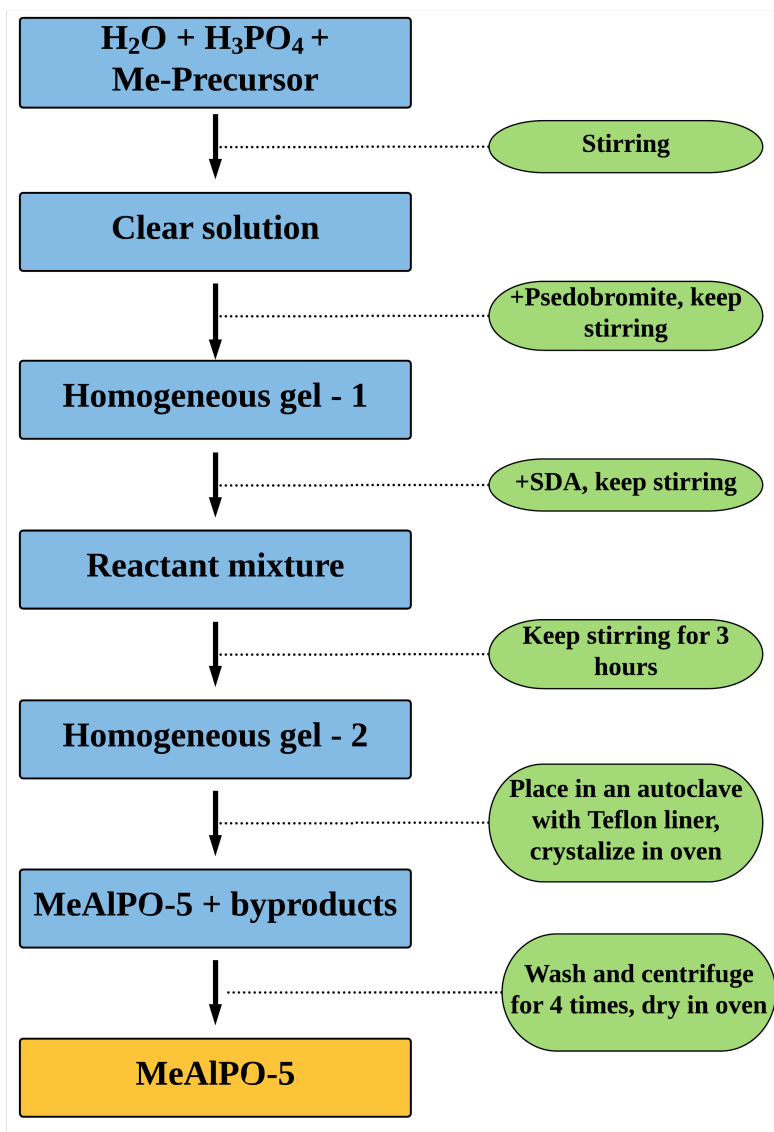 H₂O + H₃PO₄ +
Me-Precursor
Stirring
Clear solution
+Psedobromite, keep
stirring
Homogeneous gel - 1
+SDA, keep stirring
Reactant mixture
Keep stirring for 3
hours
Homogeneous gel - 2
Place in an autoclave
with Teflon liner,
crystalize in oven
MeAlPO-5 + byproducts
Wash and centrifuge
for 4 times, dry in oven
MeAlPO-5